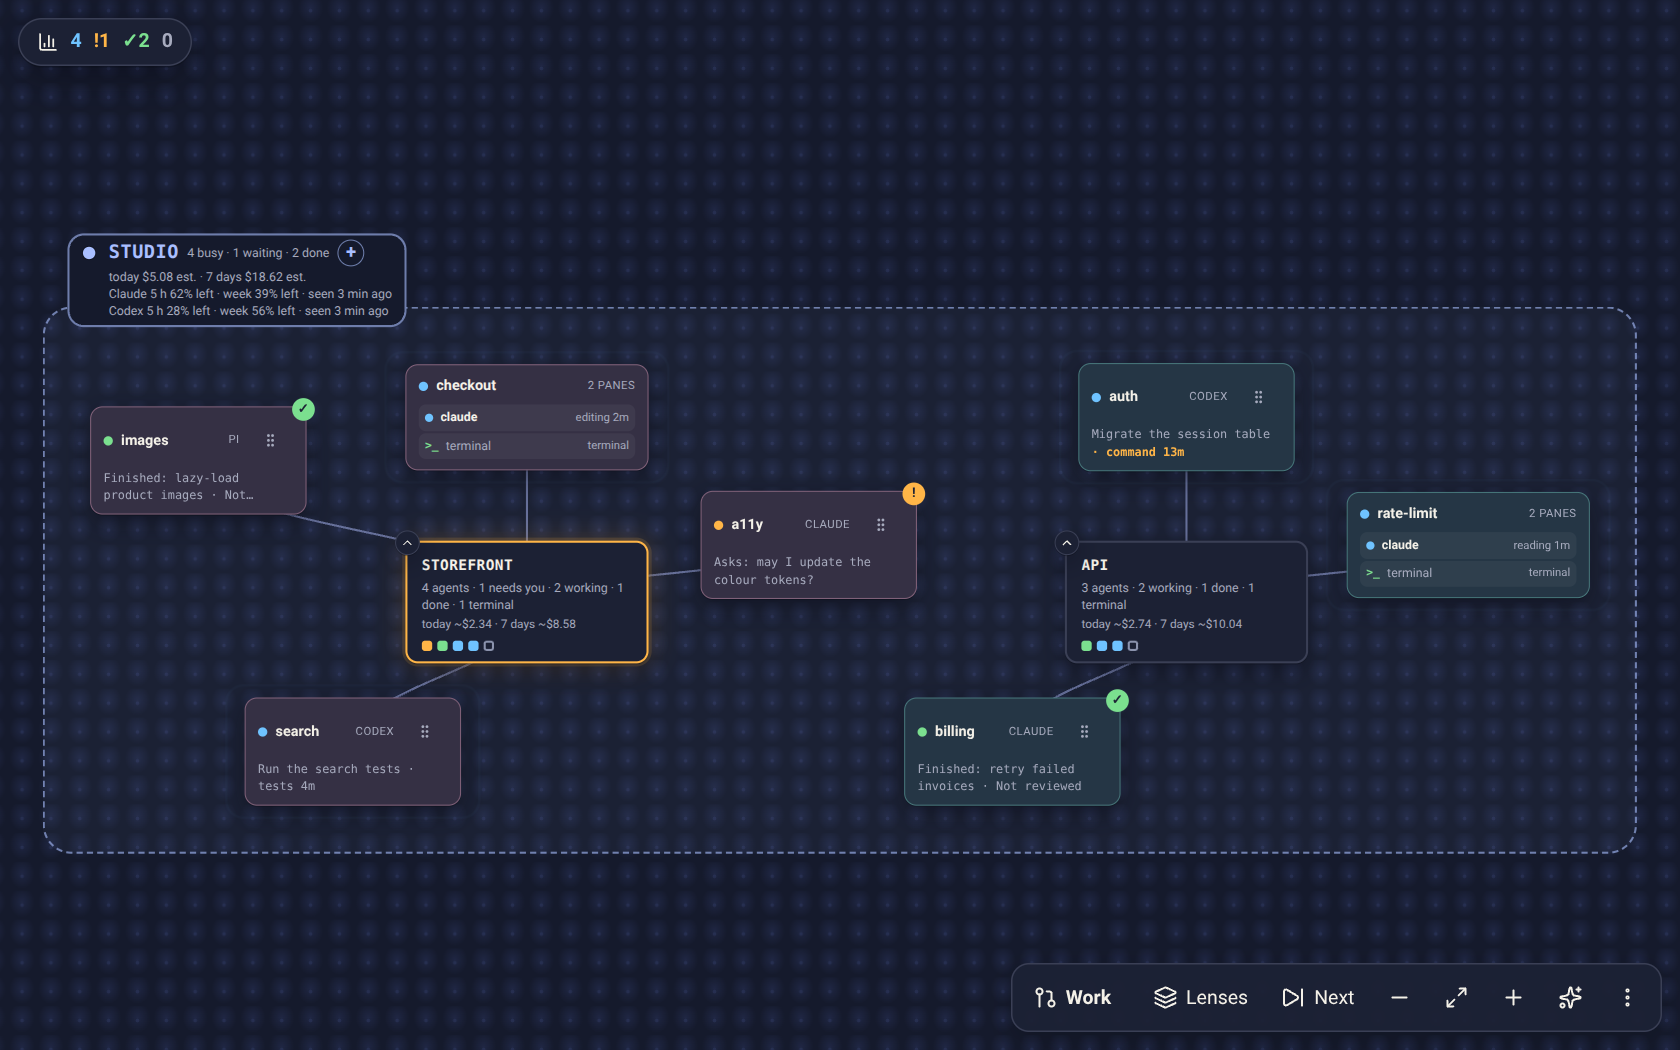 4 !1 ✓2 0
STUDIO 4 busy · 1 waiting · 2 done +
today $5.08 est. · 7 days $18.62 est.
Claude 5 h 62% left · week 39% left · seen 3 min ago
Codex 5 h 28% left · week 56% left · seen 3 min ago
images PI
Finished: lazy-load
product images · Not…
checkout 2 PANES
claude editing 2m
>_ terminal terminal
a11y CLAUDE
!
Asks: may I update the
colour tokens?
STOREFRONT
4 agents · 1 needs you · 2 working · 1
done · 1 terminal
today ~$2.34 · 7 days ~$8.58
search CODEX
Run the search tests ·
tests 4m
auth CODEX
Migrate the session table
· command 13m
rate-limit 2 PANES
claude reading 1m
>_ terminal terminal
API
3 agents · 2 working · 1 done · 1
terminal
today ~$2.74 · 7 days ~$10.04
billing CLAUDE
Finished: retry failed
invoices · Not reviewed
Work Lenses Next